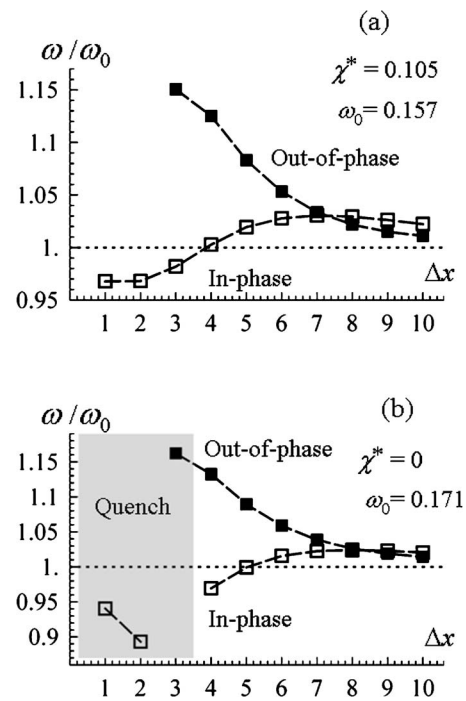 (a)
ω/ω₀
χ* = 0.105
1.15
ω₀= 0.157
1.1
Out-of-phase
1.05
1.
In-phase
Δx
0.95
1 2 3 4 5 6 7 8 9 10
(b)
ω/ω₀
Out-of-phase
χ* = 0
1.15
Quench
ω₀= 0.171
1.1
1.05
1
0.95
In-phase
0.9
Δx
1 2 3 4 5 6 7 8 9 10